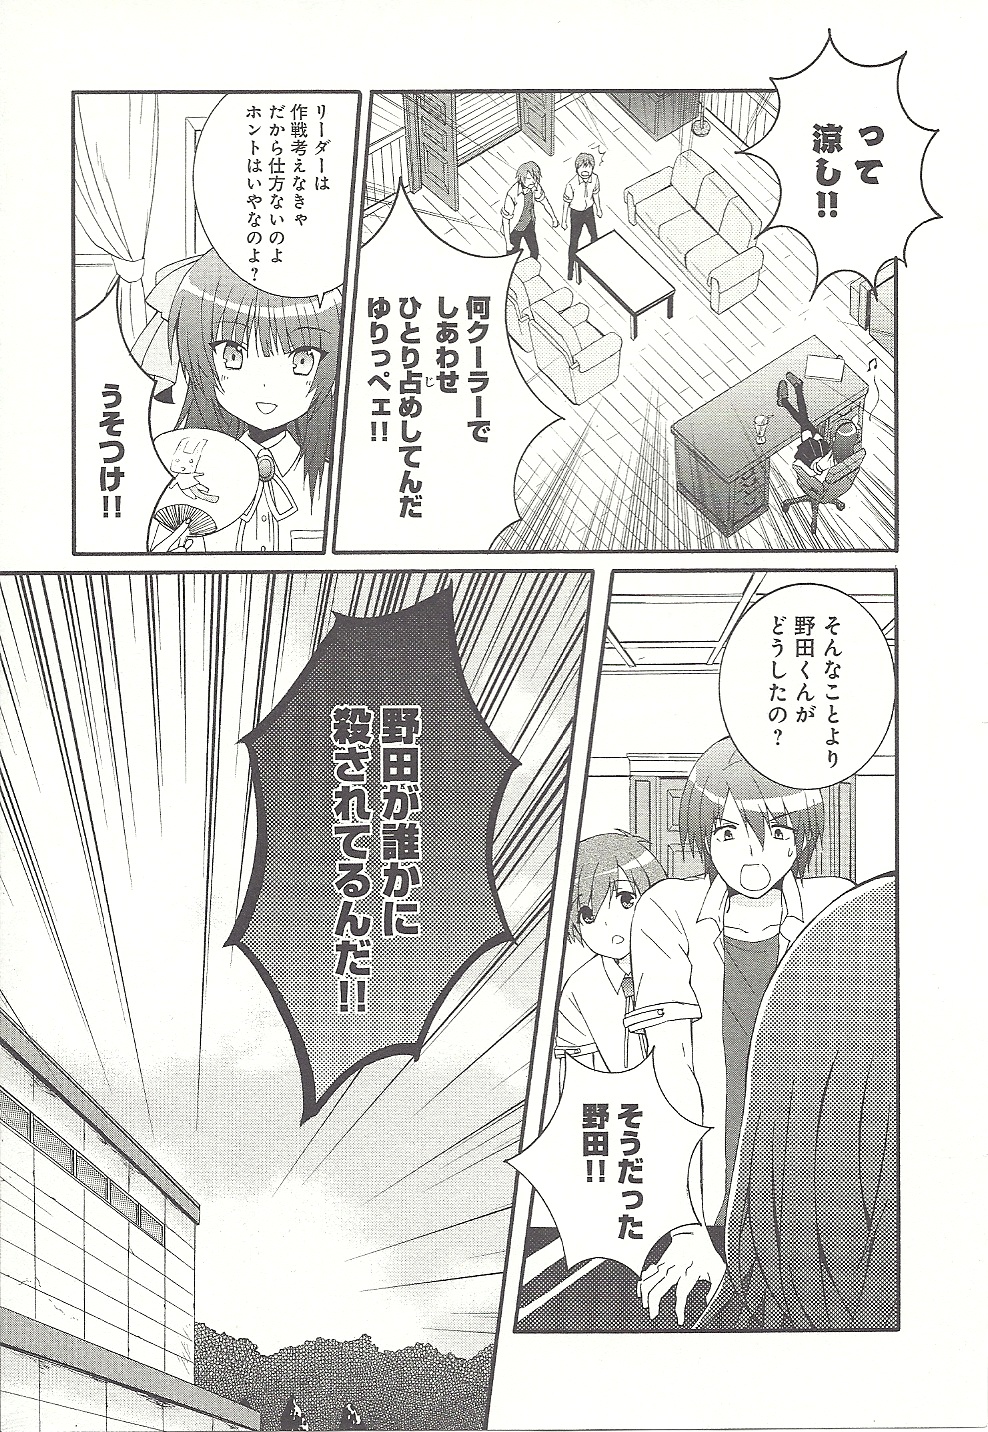 って
涼し!!
何クーラーで
しあわせ
ひとり占めしてんだ
じ
ゆりっペェ!!
リーダーは
作戦考えなきゃ
だから仕方ないのよ
ホントはいやなのよ?
うそつけ!!
そんなことより
野田くんが
どうしたの?
そうだった
野田!!
野田が誰かに
殺されてるんだ!!